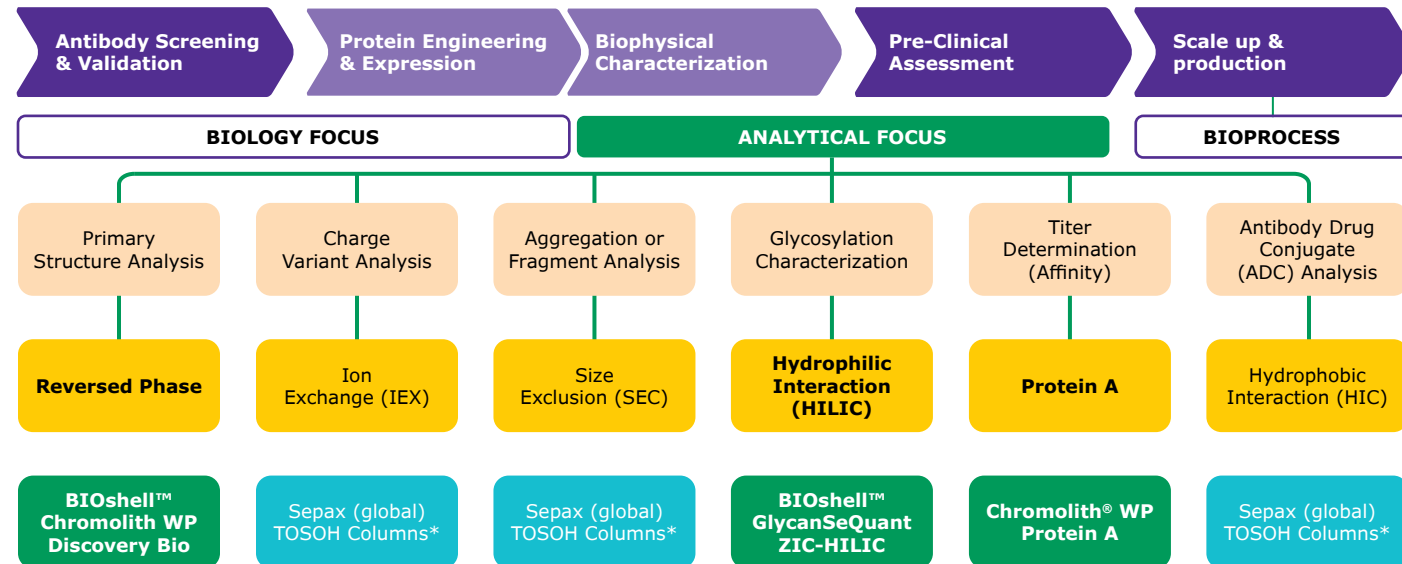 Antibody Screening
& Validation
Protein Engineering
& Expression
Biophysical
Characterization
Pre-Clinical
Assessment
Scale up &
production
BIOLOGY FOCUS
ANALYTICAL FOCUS
BIOPROCESS
Primary
Structure Analysis
Charge
Variant Analysis
Aggregation or
Fragment Analysis
Glycosylation
Characterization
Titer
Determination
(Affinity)
Antibody Drug
Conjugate
(ADC) Analysis
Reversed Phase
Ion
Exchange (IEX)
Size
Exclusion (SEC)
Hydrophilic
Interaction
(HILIC)
Protein A
Hydrophobic
Interaction (HIC)
BIOshell™
Chromolith WP
Discovery Bio
Sepax (global)
TOSOH Columns*
Sepax (global)
TOSOH Columns*
BIOshell™
GlycanSeQuant
ZIC-HILIC
Chromolith® WP
Protein A
Sepax (global)
TOSOH Columns*